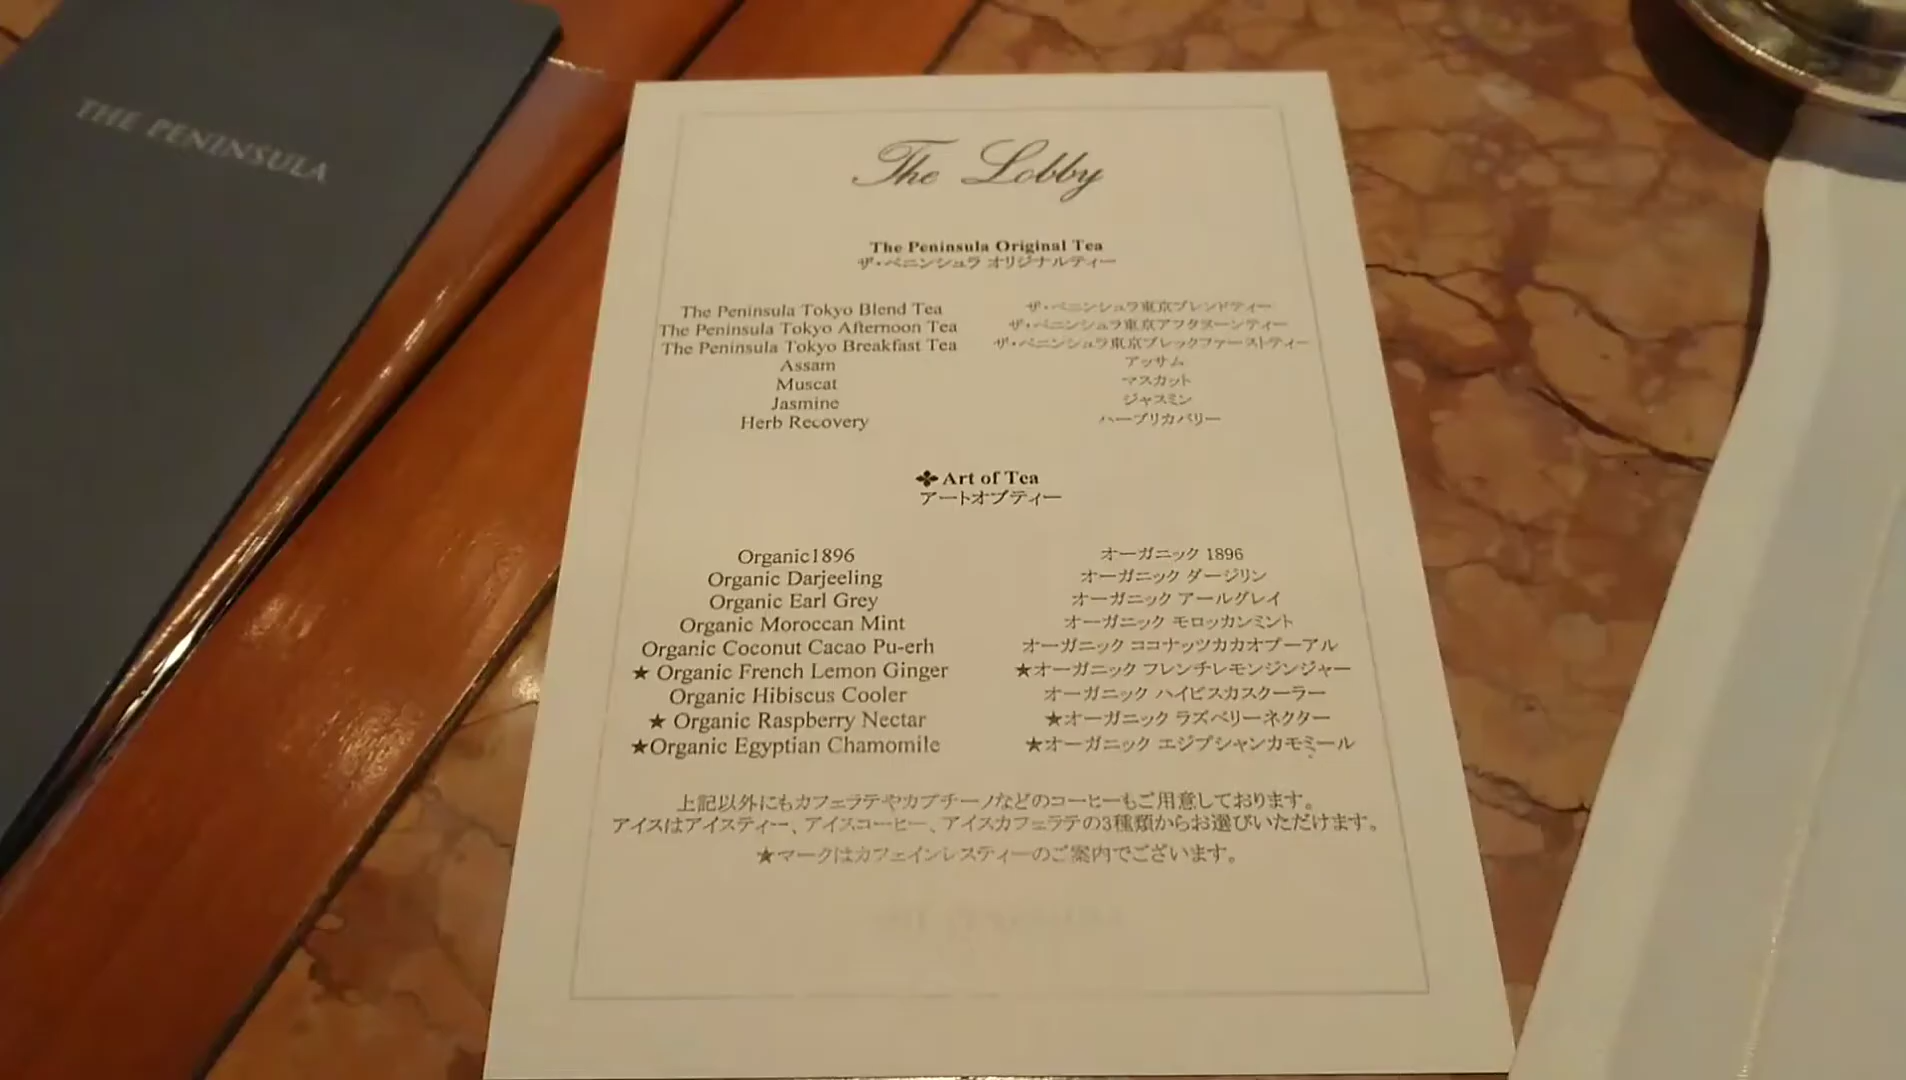 THE PENINSULA
The Lobby
The Peninsula Original Tea
ザ・ペニンシュラ オリジナルティー
The Peninsula Tokyo Blend Tea ザ・ペニンシュラ東京ブレンドティー
The Peninsula Tokyo Afternoon Tea ザ・ペニンシュラ東京アフタヌーンティー
The Peninsula Tokyo Breakfast Tea ザ・ペニンシュラ東京ブレックファーストティー
Assam アッサム
Muscat マスカット
Jasmine ジャスミン
Herb Recovery ハーブリカバリー
✤ Art of Tea
アートオブティー
Organic1896 オーガニック 1896
Organic Darjeeling オーガニック ダージリン
Organic Earl Grey オーガニック アールグレイ
Organic Moroccan Mint オーガニック モロッカンミント
Organic Coconut Cacao Pu-erh オーガニック ココナッツカカオプーアル
★ Organic French Lemon Ginger ★オーガニック フレンチレモンジンジャー
Organic Hibiscus Cooler オーガニック ハイビスカスクーラー
★ Organic Raspberry Nectar ★オーガニック ラズベリーネクター
★Organic Egyptian Chamomile ★オーガニック エジプシャンカモミール
上記以外にもカフェラテやカプチーノなどのコーヒーもご用意しております。
アイスはアイスティー、アイスコーヒー、アイスカフェラテの3種類からお選びいただけます。
★マークはカフェインレスティーのご案内でございます。